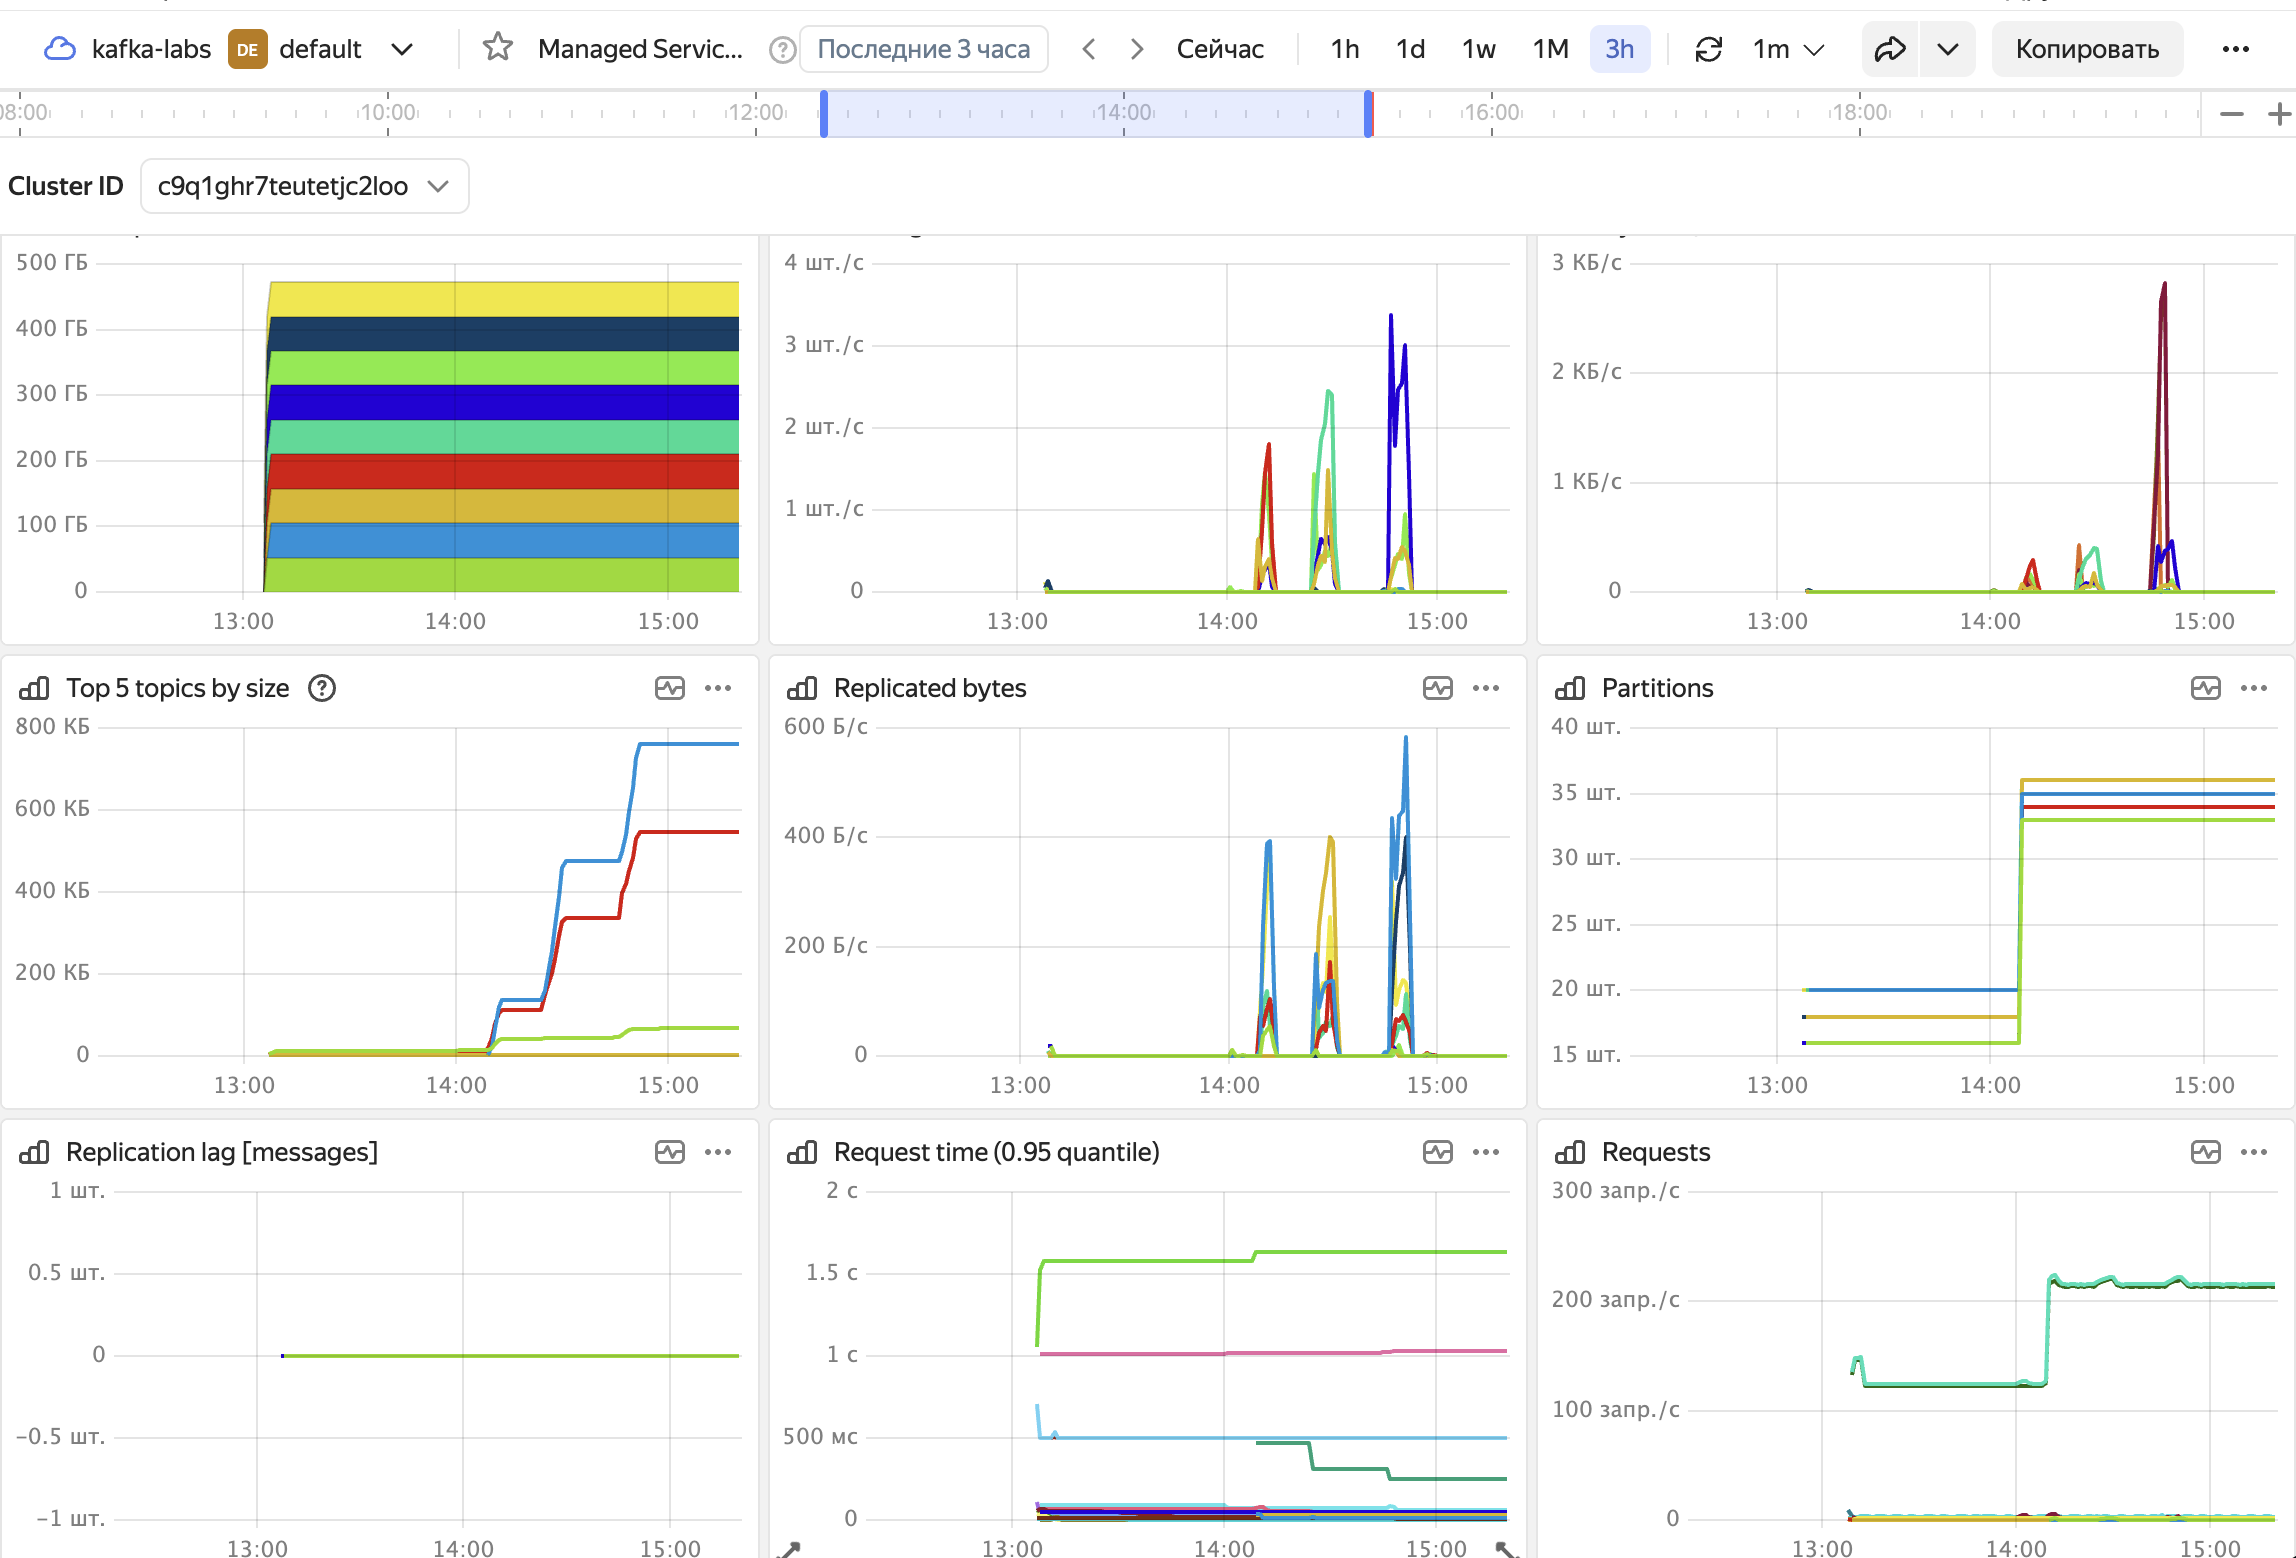 kafka-labs DE default Managed Servic... ? Последние 3 часа Сейчас 1h 1d 1w 1M 3h 1m Копировать
08:00 10:00 12:00 14:00 16:00 18:00
Cluster ID c9q1ghr7teutetjc2loo
500 ГБ
400 ГБ
300 ГБ
200 ГБ
100 ГБ
0
13:00 14:00 15:00
4 шт./с
3 шт./с
2 шт./с
1 шт./с
0
13:00 14:00 15:00
3 КБ/с
2 КБ/с
1 КБ/с
0
13:00 14:00 15:00
Top 5 topics by size ?
800 КБ
600 КБ
400 КБ
200 КБ
0
13:00 14:00 15:00
Replicated bytes
600 Б/с
400 Б/с
200 Б/с
0
13:00 14:00 15:00
Partitions
40 шт.
35 шт.
30 шт.
25 шт.
20 шт.
15 шт.
13:00 14:00 15:00
Replication lag [messages]
1 шт.
0.5 шт.
0
−0.5 шт.
−1 шт.
13:00 14:00 15:00
Request time (0.95 quantile)
2 с
1.5 с
1 с
500 мс
0
13:00 14:00 15:00
Requests
300 запр./с
200 запр./с
100 запр./с
0
13:00 14:00 15:00